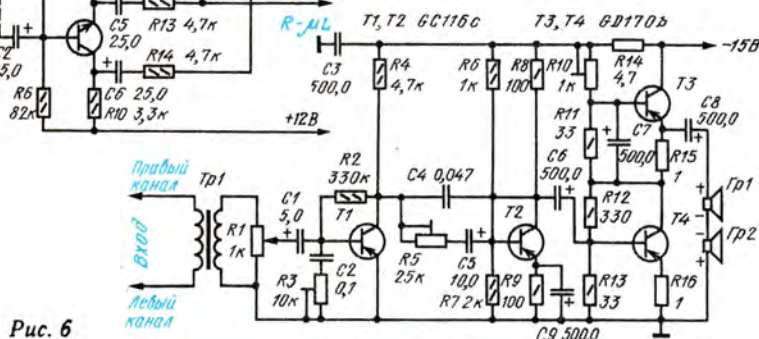 C5
25,0 R13 4,7к
R-µL
C2
5,0
R14 4,7к
R6
82к
C6 25,0
R10 3,3к
+12В
T1, T2 GC116c
T3, T4 GD170b
C3
500,0
R4
4,7к
R6
1к
R8
100
R10
1к
R14
4,7
−15В
T3
C8
500,0
R11
33
C7
500,0
R15
1
Правый
канал
Тр1
R2
330к
C4 0,047
C6
500,0
R12
330
Гр1
Гр2
Вход
R1
1к
C1
5,0
T1
T2
T4
R5
25к
C5
10,0
C2
0,1
R3
10к
R7 2к
R9
100
R13
33
R16
1
Левый
канал
C9 500,0
Рис. 6